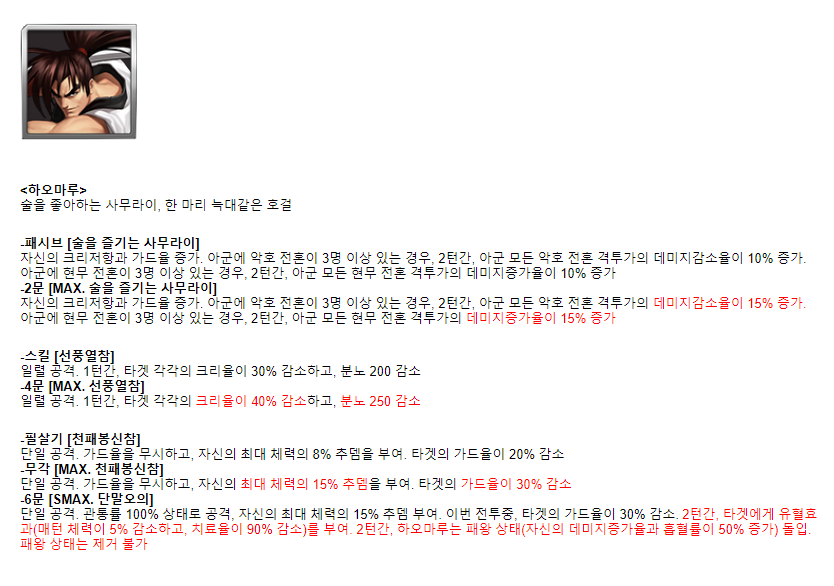 <하오마루>
술을 좋아하는 사무라이, 한 마리 늑대같은 호걸
-패시브 [술을 즐기는 사무라이]
자신의 크리저항과 가드율 증가. 아군에 악호 전혼이 3명 이상 있는 경우, 2턴간, 아군 모든 악호 전혼 격투가의 데미지감소율이 10% 증가.
아군에 현무 전혼이 3명 이상 있는 경우, 2턴간, 아군 모든 현무 전혼 격투가의 데미지증가율이 10% 증가
-2문 [MAX. 술을 즐기는 사무라이]
자신의 크리저항과 가드율 증가. 아군에 악호 전혼이 3명 이상 있는 경우, 2턴간, 아군 모든 악호 전혼 격투가의 데미지감소율이 15% 증가.
아군에 현무 전혼이 3명 이상 있는 경우, 2턴간, 아군 모든 현무 전혼 격투가의 데미지증가율이 15% 증가
-스킬 [선풍열참]
일렬 공격. 1턴간, 타겟 각각의 크리율이 30% 감소하고, 분노 200 감소
-4문 [MAX. 선풍열참]
일렬 공격. 1턴간, 타겟 각각의 크리율이 40% 감소하고, 분노 250 감소
-필살기 [천패봉신참]
단일 공격. 가드율을 무시하고, 자신의 최대 체력의 8% 추뎀을 부여. 타겟의 가드율이 20% 감소
-무각 [MAX. 천패봉신참]
단일 공격. 가드율을 무시하고, 자신의 최대 체력의 15% 추뎀을 부여. 타겟의 가드율이 30% 감소
-6문 [SMAX. 단말오의]
단일 공격. 관통률 100% 상태로 공격, 자신의 최대 체력의 15% 추뎀 부여. 이번 전투중, 타겟의 가드율이 30% 감소. 2턴간, 타겟에게 유혈효
과(매턴 체력이 5% 감소하고, 치료율이 90% 감소)를 부여. 2턴간, 하오마루는 패왕 상태(자신의 데미지증가율과 흡혈률이 50% 증가) 돌입.
패왕 상태는 제거 불가